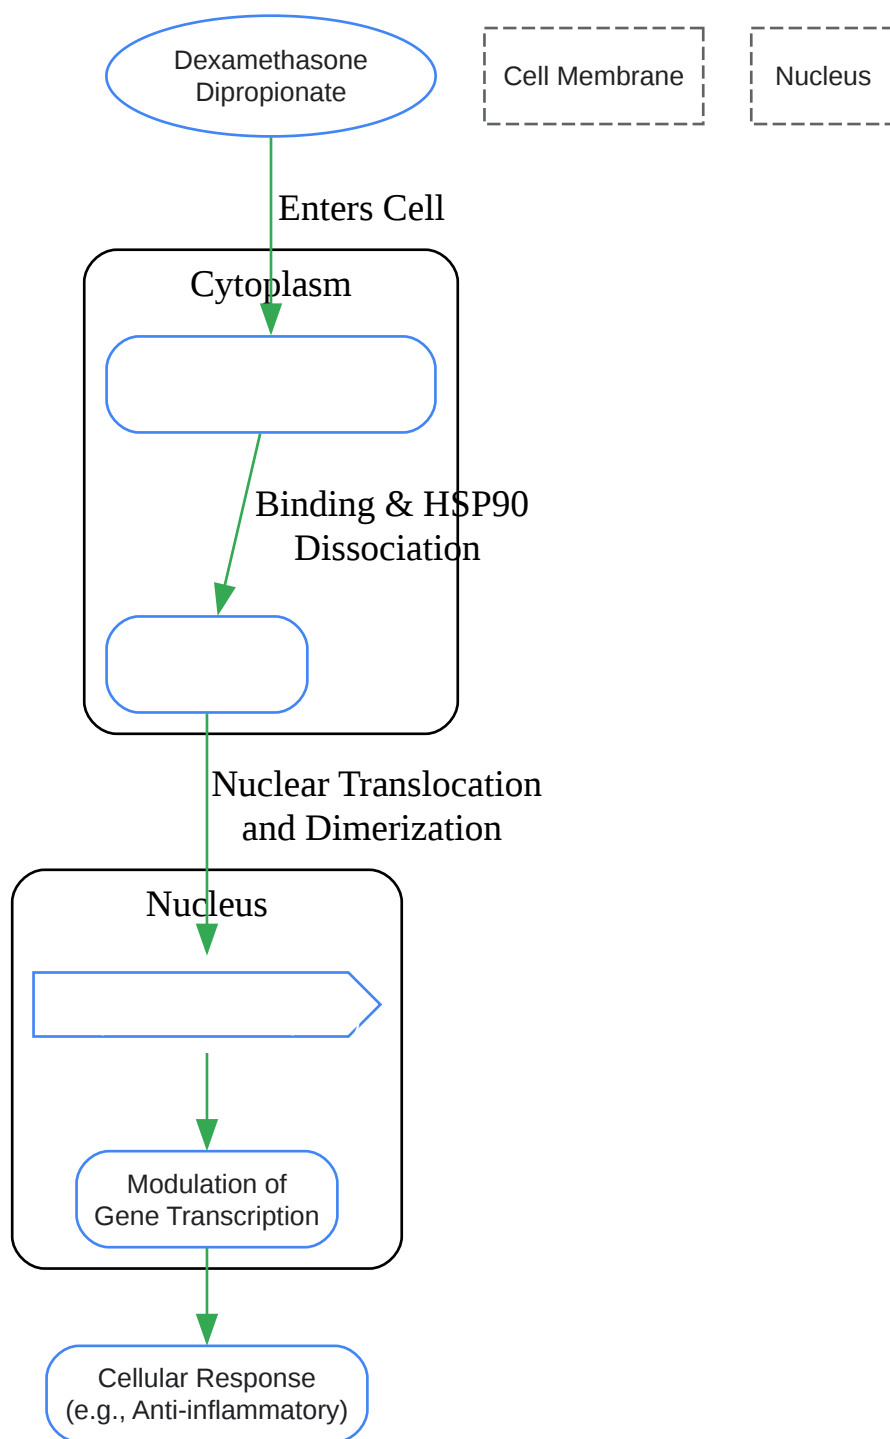 Dexamethasone
Dipropionate
Cell Membrane
Nucleus
Enters Cell
Cytoplasm
Binding & HSP90
Dissociation
Nuclear Translocation
and Dimerization
Nucleus
Modulation of
Gene Transcription
Cellular Response
(e.g., Anti-inflammatory)